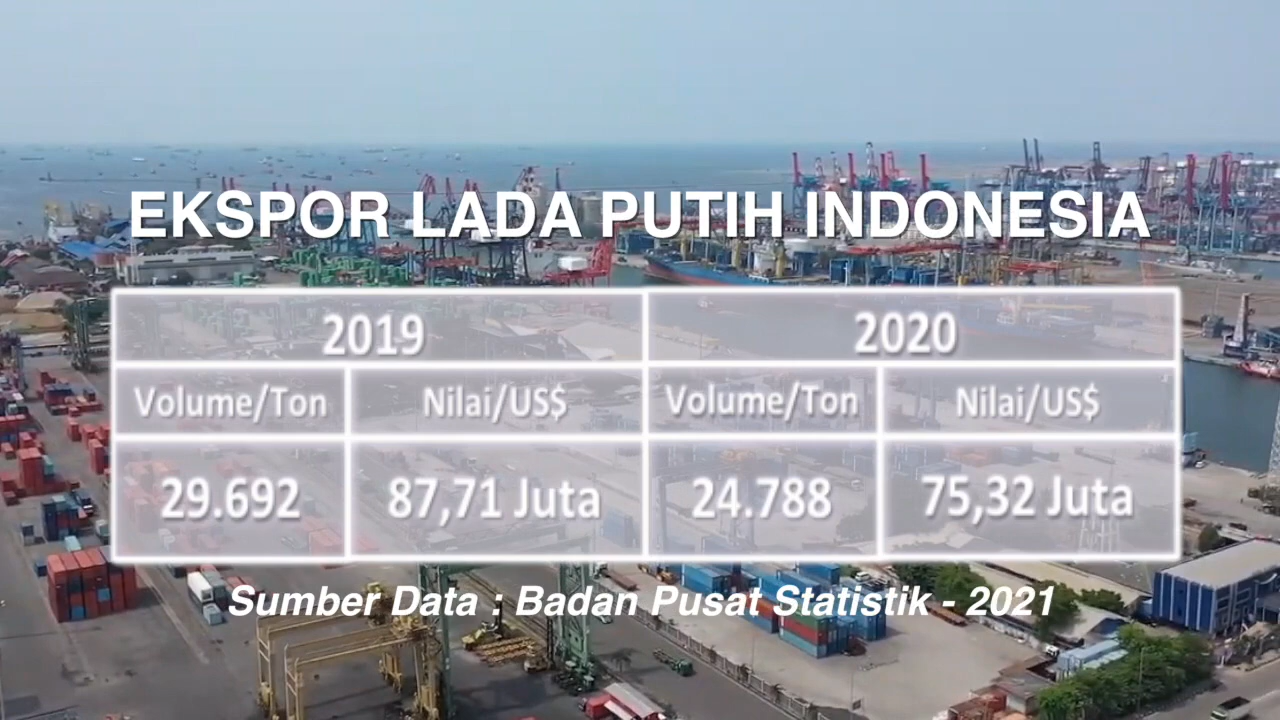 EKSPOR LADA PUTIH INDONESIA
2019 2020
Volume/Ton Nilai/US$ Volume/Ton Nilai/US$
29.692 87,71 Juta 24.788 75,32 Juta
Sumber Data : Badan Pusat Statistik - 2021